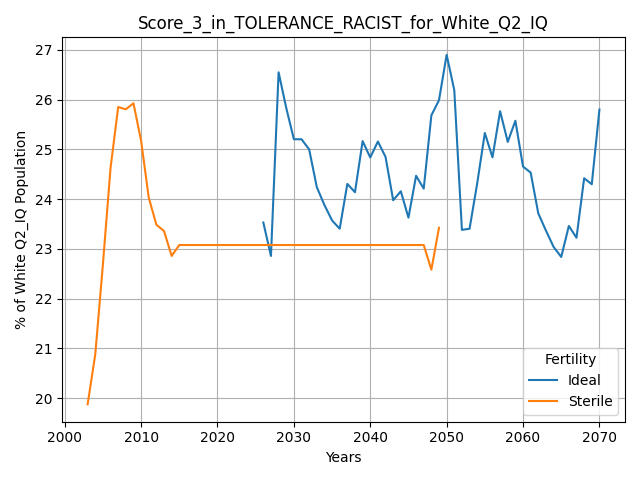 Score_3_in_TOLERANCE_RACIST_for_White_Q2_IQ
% of White Q2_IQ Population
27
26
25
24
23
22
21
20
Fertility
Ideal
Sterile
2000 2010 2020 2030 2040 2050 2060 2070
Years